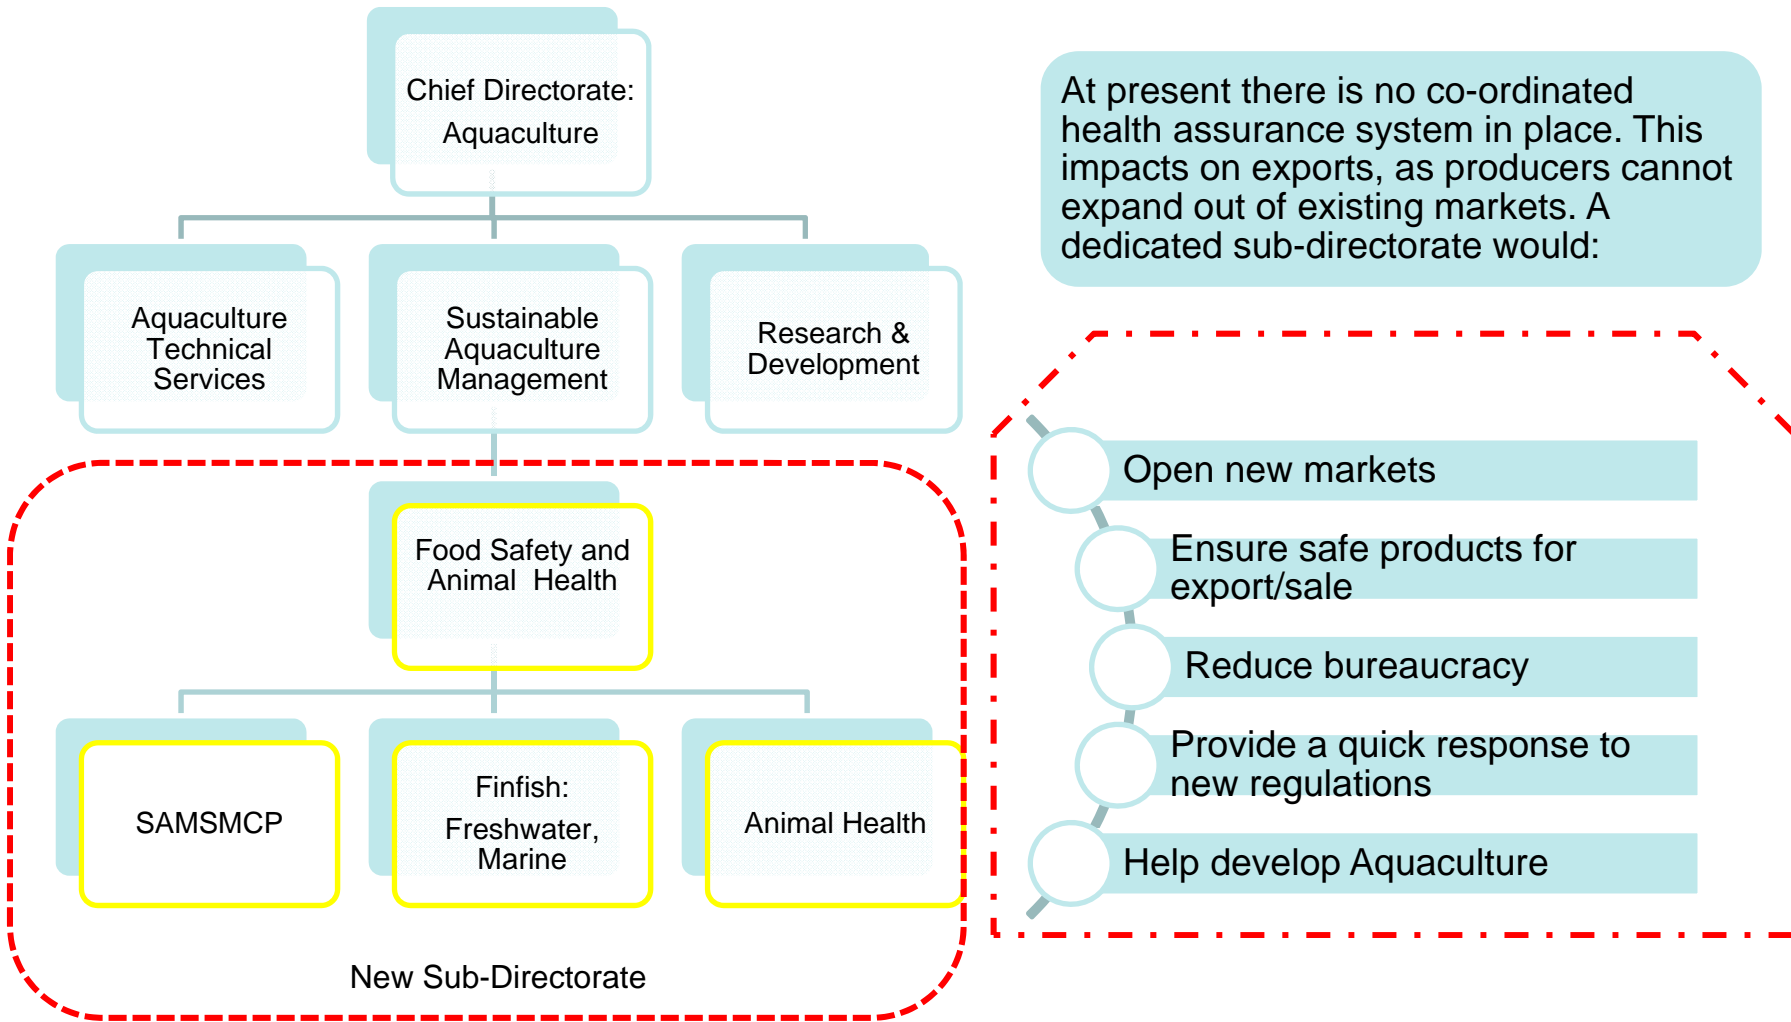 Chief Directorate:
Aquaculture
Aquaculture
Technical
Services
Sustainable
Aquaculture
Management
Research &
Development
Food Safety and
Animal Health
SAMSMCP
Finfish:
Freshwater,
Marine
Animal Health
New Sub-Directorate
At present there is no co-ordinated
health assurance system in place. This
impacts on exports, as producers cannot
expand out of existing markets. A
dedicated sub-directorate would:
Open new markets
Ensure safe products for
export/sale
Reduce bureaucracy
Provide a quick response to
new regulations
Help develop Aquaculture